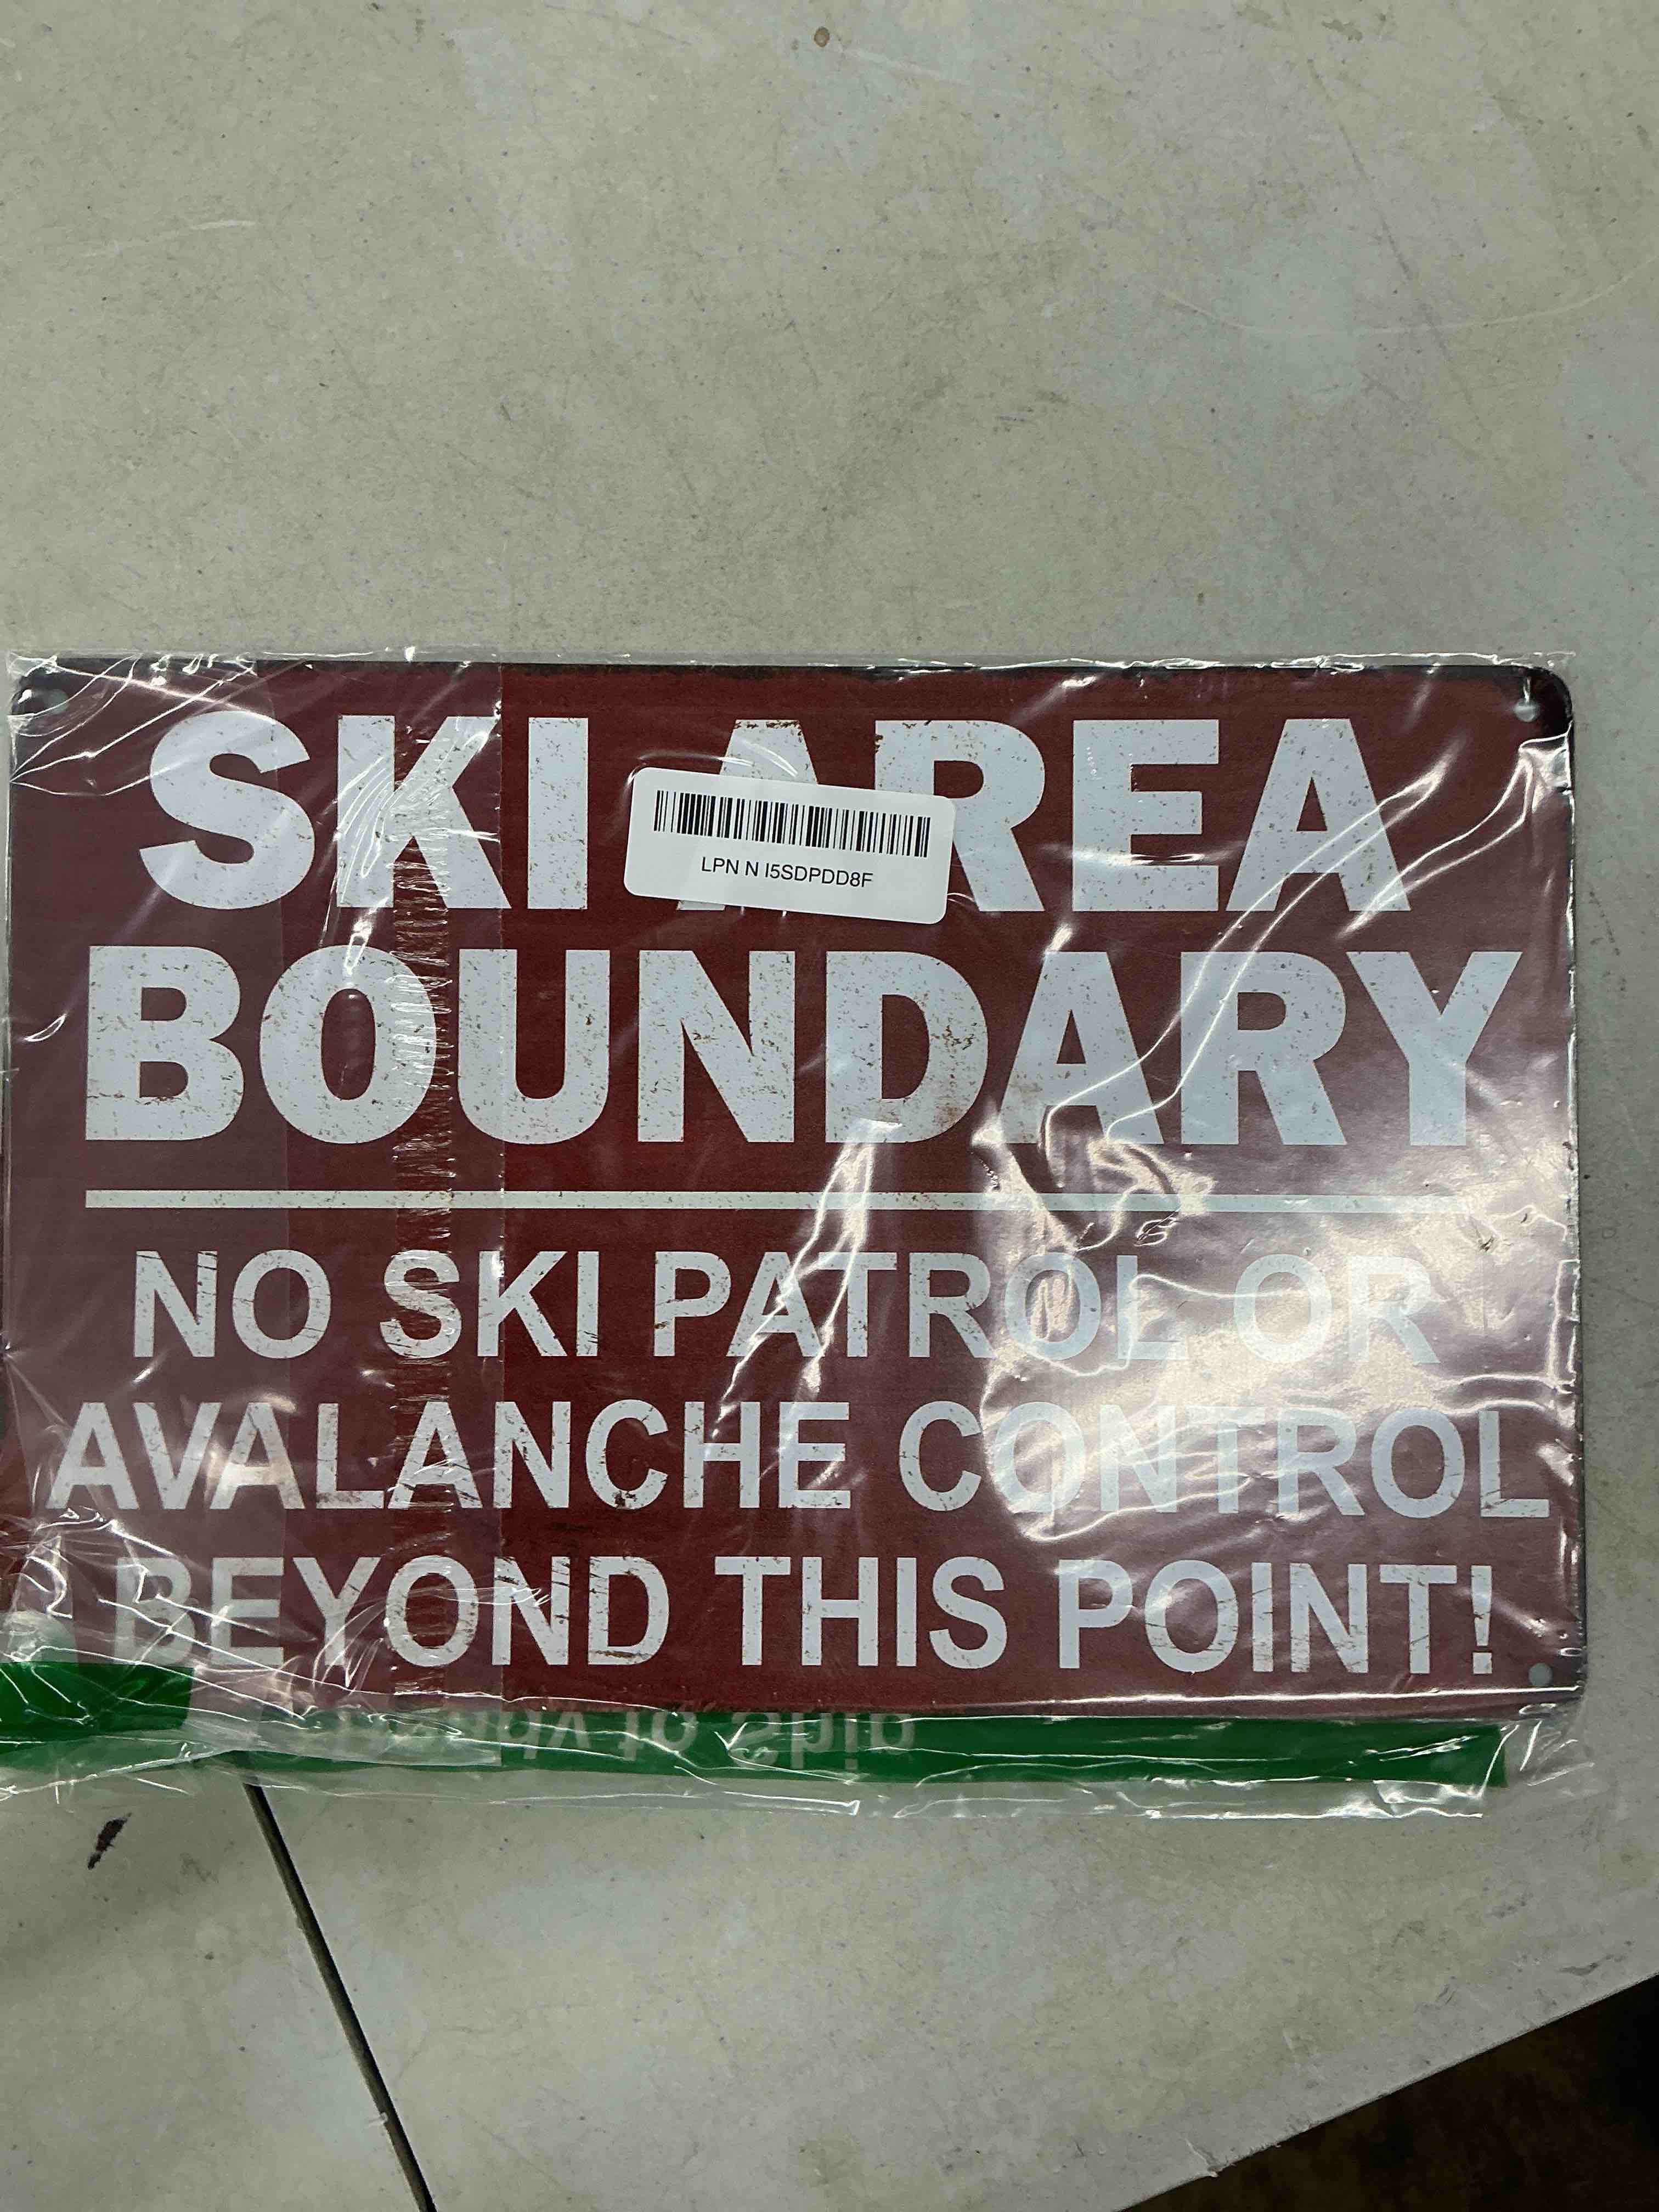 SKI AREA
LPN N I5SDPDD8F
BOUNDARY
NO SKI PATROL OR
AVALANCHE CONTROL
BEYOND THIS POINT!